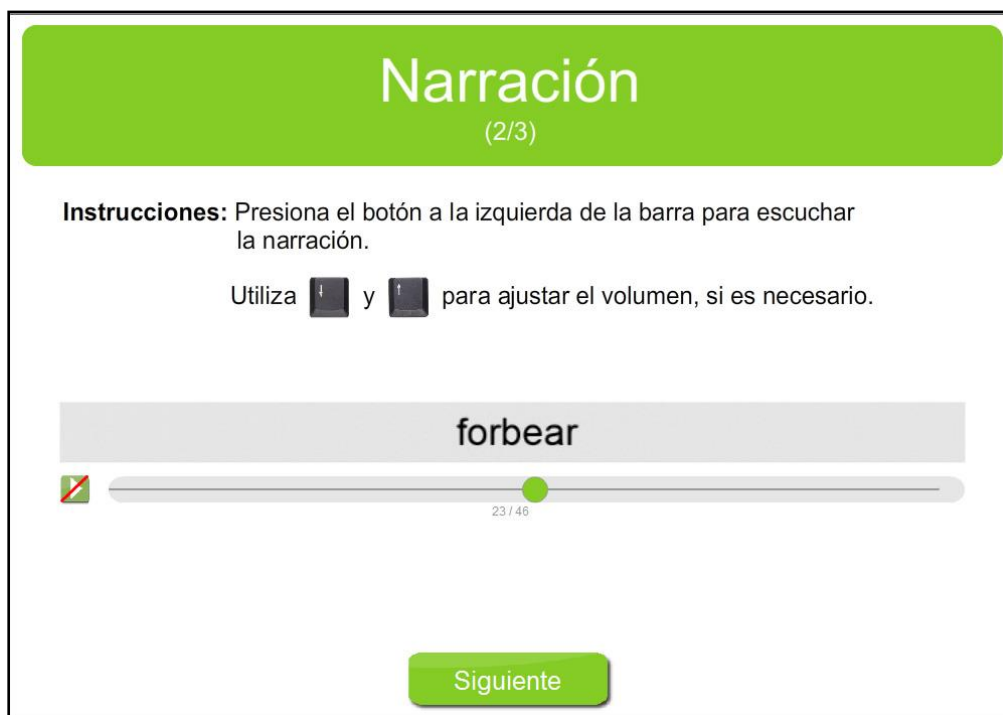 Narración
(2/3)
Instrucciones: Presiona el botón a la izquierda de la barra para escuchar
la narración.
Utiliza ↓ y ↑ para ajustar el volumen, si es necesario.
forbear
23 / 46
Siguiente